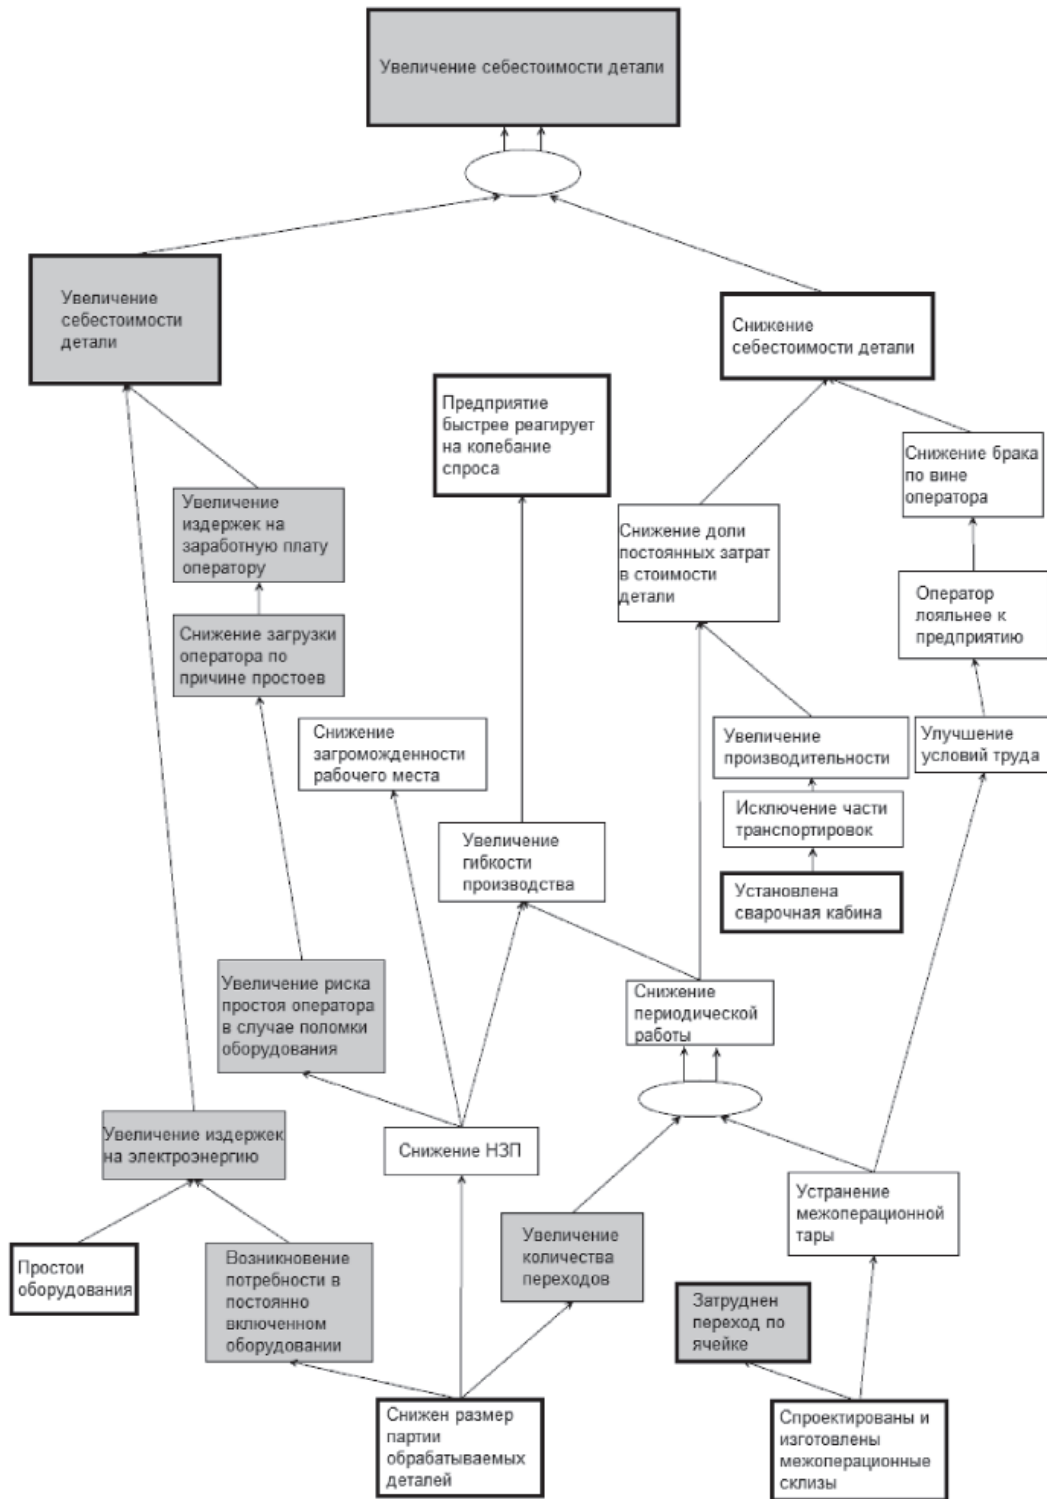 Увеличение себестоимости детали
Увеличение
себестоимости
детали
Снижение
себестоимости детали
Предприятие
быстрее реагирует
на колебание
спроса
Снижение брака
по вине
оператора
Увеличение
издержек на
заработную плату
оператору
Снижение доли
постоянных затрат
в стоимости
детали
Оператор
лояльнее к
предприятию
Снижение загрузки
оператора по
причине простоев
Снижение
загроможденности
рабочего места
Увеличение
производительности
Улучшение
условий труда
Исключение части
транспортировок
Увеличение
гибкости
производства
Установлена
сварочная кабина
Увеличение риска
простоя оператора
в случае поломки
оборудования
Снижение
периодической
работы
Увеличение издержек
на электроэнергию
Снижение НЗП
Устранение
межоперационной
тары
Увеличение
количества
переходов
Простои
оборудования
Возникновение
потребности в
постоянно
включенном
оборудовании
Затруднен
переход по
ячейке
Снижен размер
партии
обрабатываемых
деталей
Спроектированы и
изготовлены
межоперационные
склизы